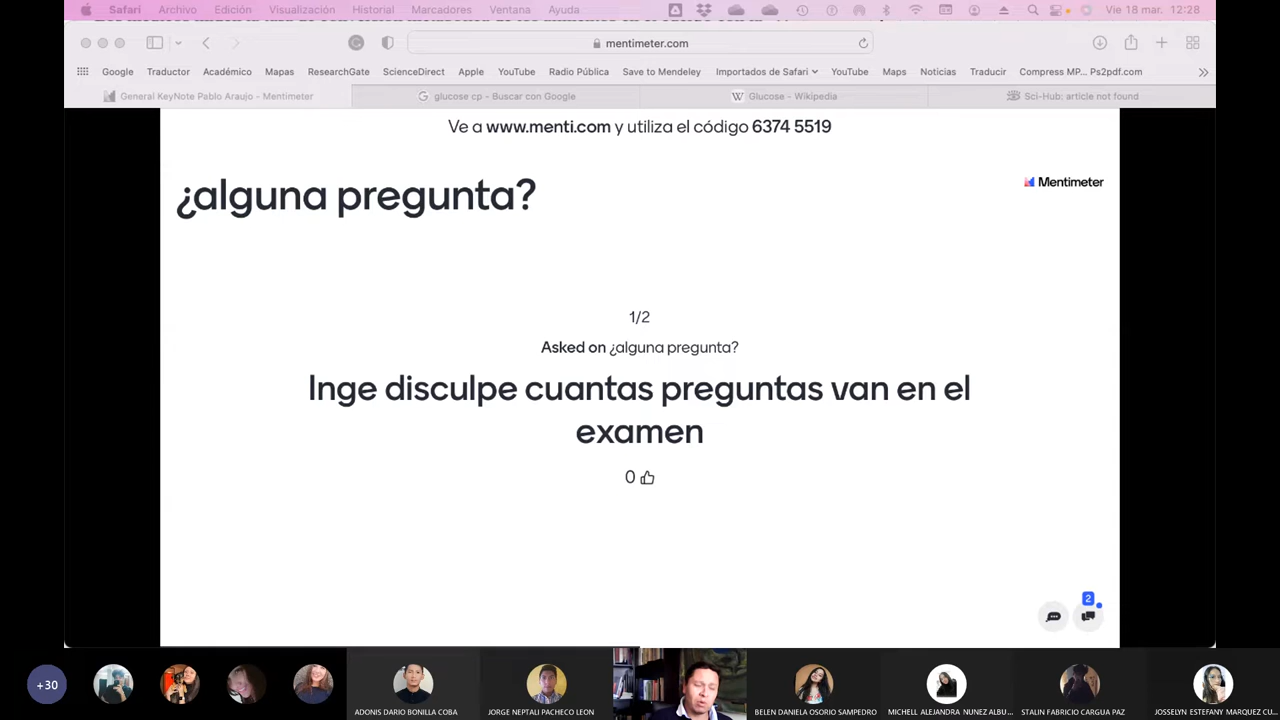 Safari Archivo Edición Visualización Historial Marcadores Ventana Ayuda Vie 18 mar. 12:28
mentimeter.com
Google Traductor Académico Mapas ResearchGate ScienceDirect Apple YouTube Radio Pública Save to Mendeley Importados de Safari YouTube Maps Noticias Traducir Compress MP... Ps2pdf.com
General KeyNote Pablo Araujo - Mentimeter glucose cp - Buscar con Google Glucose – Wikipedia Sci-Hub: article not found
Ve a www.menti.com y utiliza el código 6374 5519
¿alguna pregunta?
Mentimeter
1/2
Asked on ¿alguna pregunta?
Inge disculpe cuantas preguntas van en el
examen
0
2
+30
ADONIS DARIO BONILLA COBA JORGE NEPTALI PACHECO LEON BELEN DANIELA OSORIO SAMPEDRO MICHELL ALEJANDRA NUNEZ ALBU... STALIN FABRICIO CARGUA PAZ JOSSELYN ESTEFANY MARQUEZ CU...